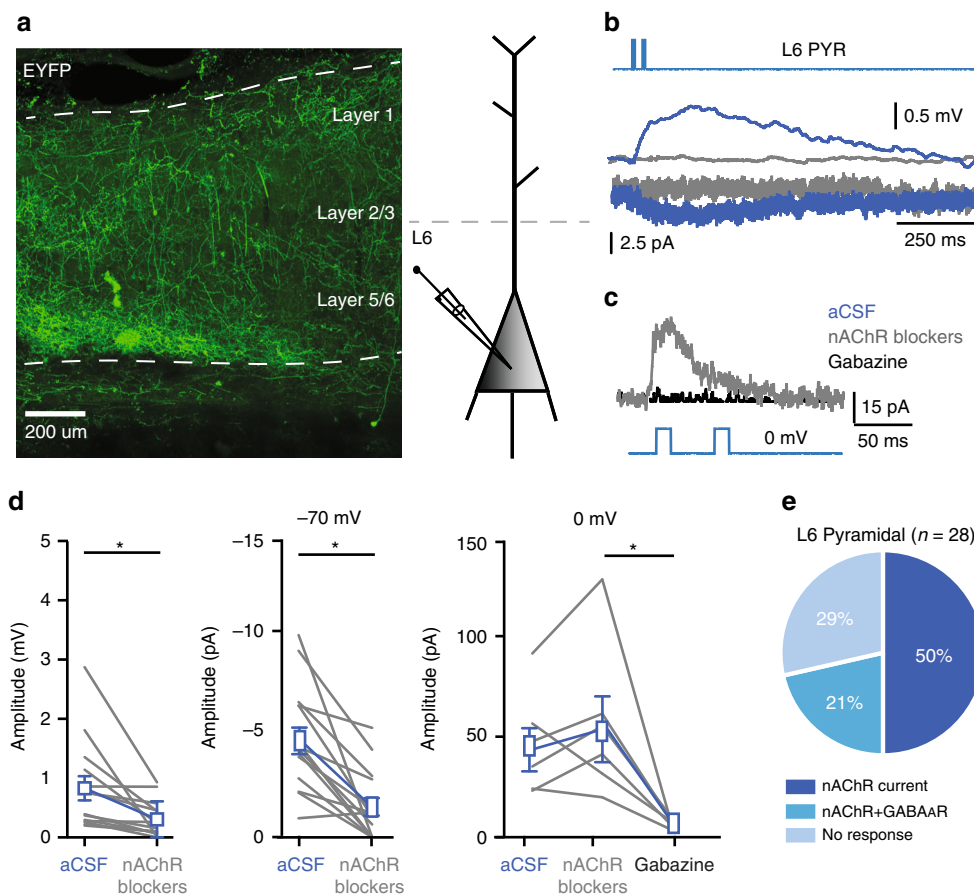 a
EYFP
Layer 1
Layer 2/3
Layer 5/6
200 um
L6
b
L6 PYR
0.5 mV
2.5 pA
250 ms
c
aCSF
nAChR blockers
Gabazine
15 pA
50 ms
0 mV
d
5
4
3
2
1
0
Amplitude (mV)
*
aCSF
nAChR
blockers
–70 mV
–15
–10
–5
0
Amplitude (pA)
*
aCSF
nAChR
blockers
0 mV
150
100
50
0
Amplitude (pA)
*
aCSF
nAChR
blockers
Gabazine
e
L6 Pyramidal (n = 28)
29%
50%
21%
nAChR current
nAChR+GABAAR
No response